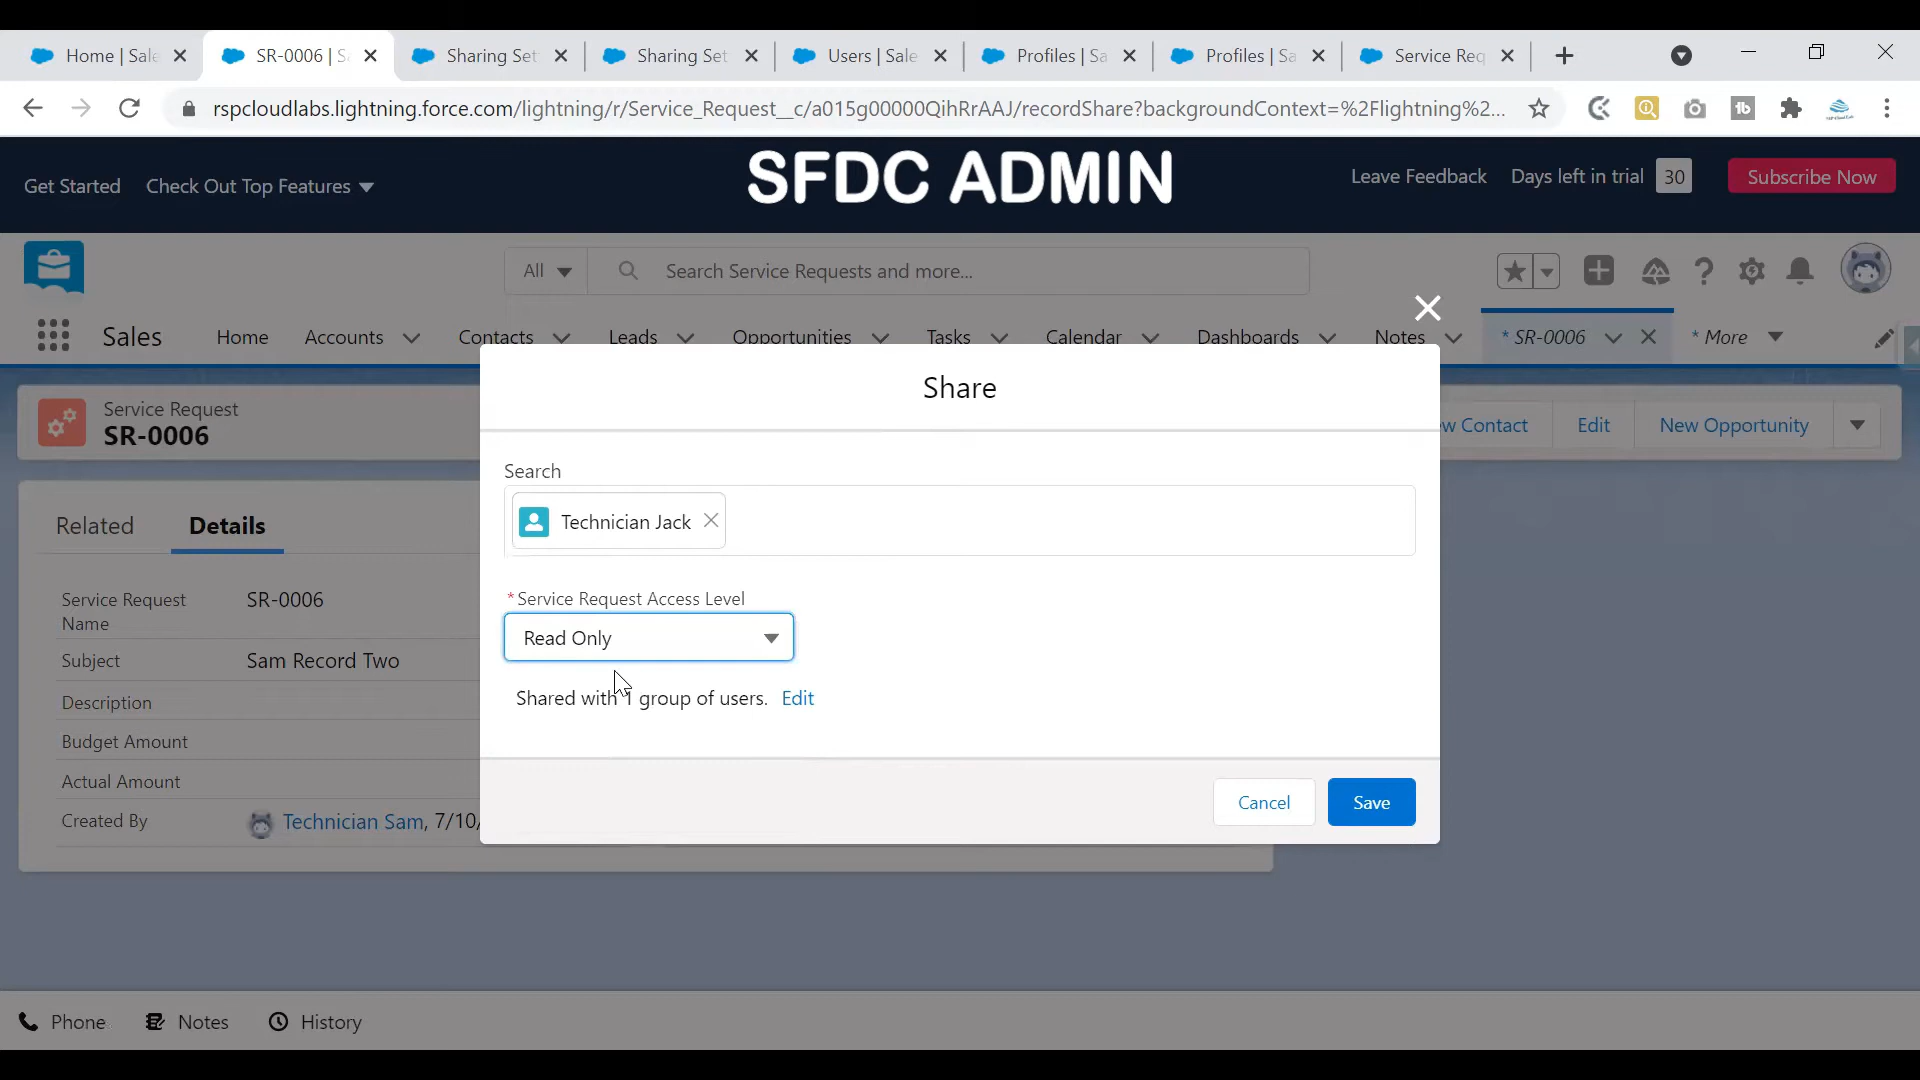 Home | Sale
SR-0006 | S
Sharing Set
Sharing Set
Users | Sale
Profiles | Sa
Profiles | Sa
Service Req
rspcloudlabs.lightning.force.com/lightning/r/Service_Request__c/a015g00000QihRrAAJ/recordShare?backgroundContext=%2Flightning%2...
Get Started
Check Out Top Features
SFDC ADMIN
Leave Feedback
Days left in trial 30
Subscribe Now
All
Search Service Requests and more...
Sales
Home
Accounts
Contacts
Leads
Opportunities
Tasks
Calendar
Dashboards
Notes
* SR-0006
* More
Service Request
SR-0006
w Contact
Edit
New Opportunity
Share
Search
Technician Jack
*Service Request Access Level
Read Only
Shared with 1 group of users. Edit
Cancel
Save
Related
Details
Service Request Name
SR-0006
Subject
Sam Record Two
Description
Budget Amount
Actual Amount
Created By
Technician Sam, 7/10/
Phone
Notes
History